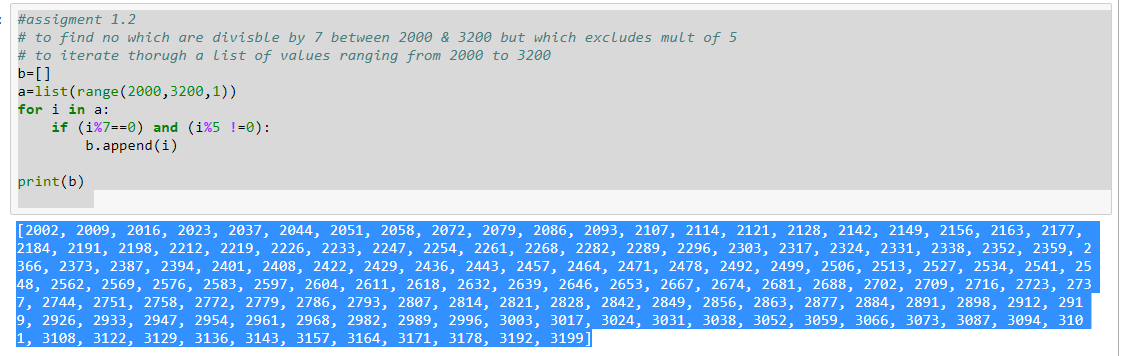 #assigment 1.2
# to find no which are divisble by 7 between 2000 & 3200 but which excludes mult of 5
# to iterate thorugh a list of values ranging from 2000 to 3200
b=[]
a=list(range(2000,3200,1))
for i in a:
    if (i%7==0) and (i%5 !=0):
        b.append(i)
print(b)
[2002, 2009, 2016, 2023, 2037, 2044, 2051, 2058, 2072, 2079, 2086, 2093, 2107, 2114, 2121, 2128, 2142, 2149, 2156, 2163, 2177,
2184, 2191, 2198, 2212, 2219, 2226, 2233, 2247, 2254, 2261, 2268, 2282, 2289, 2296, 2303, 2317, 2324, 2331, 2338, 2352, 2359, 2
366, 2373, 2387, 2394, 2401, 2408, 2422, 2429, 2436, 2443, 2457, 2464, 2471, 2478, 2492, 2499, 2506, 2513, 2527, 2534, 2541, 25
48, 2562, 2569, 2576, 2583, 2597, 2604, 2611, 2618, 2632, 2639, 2646, 2653, 2667, 2674, 2681, 2688, 2702, 2709, 2716, 2723, 273
7, 2744, 2751, 2758, 2772, 2779, 2786, 2793, 2807, 2814, 2821, 2828, 2842, 2849, 2856, 2863, 2877, 2884, 2891, 2898, 2912, 291
9, 2926, 2933, 2947, 2954, 2961, 2968, 2982, 2989, 2996, 3003, 3017, 3024, 3031, 3038, 3052, 3059, 3066, 3073, 3087, 3094, 310
1, 3108, 3122, 3129, 3136, 3143, 3157, 3164, 3171, 3178, 3192, 3199]